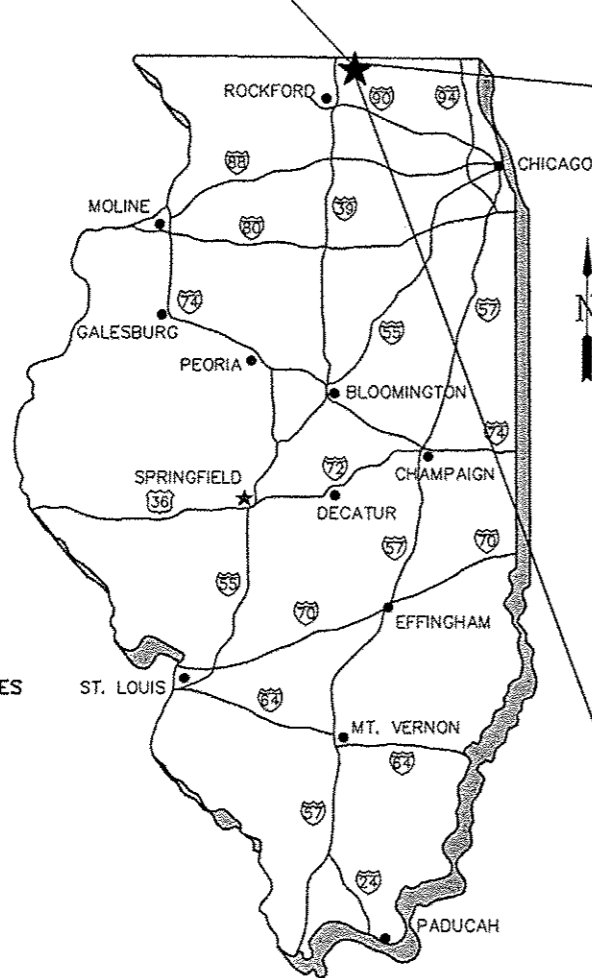 ROCKFORD
90
94
88
CHICAGO
MOLINE
39
80
N
74
57
GALESBURG
55
PEORIA
BLOOMINGTON
74
SPRINGFIELD
72
CHAMPAIGN
36
DECATUR
57
70
55
70
EFFINGHAM
ES
ST. LOUIS
64
MT. VERNON
64
57
24
PADUCAH